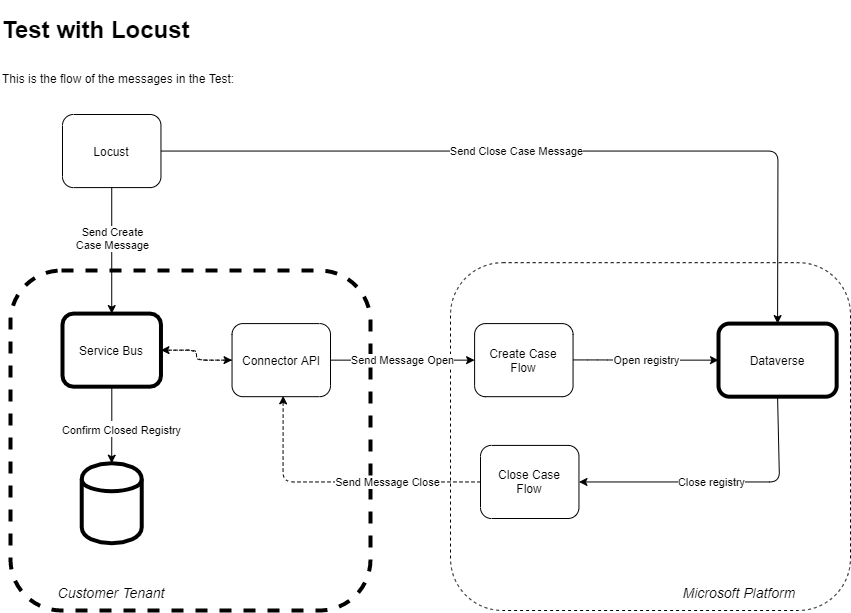 Test with Locust
This is the flow of the messages in the Test:
Locust
Send Close Case Message
Send Create
Case Message
Service Bus
Connector API
Send Message Open
Create Case
Flow
Open registry
Dataverse
Confirm Closed Registry
Send Message Close
Close Case
Flow
Close registry
Customer Tenant
Microsoft Platform